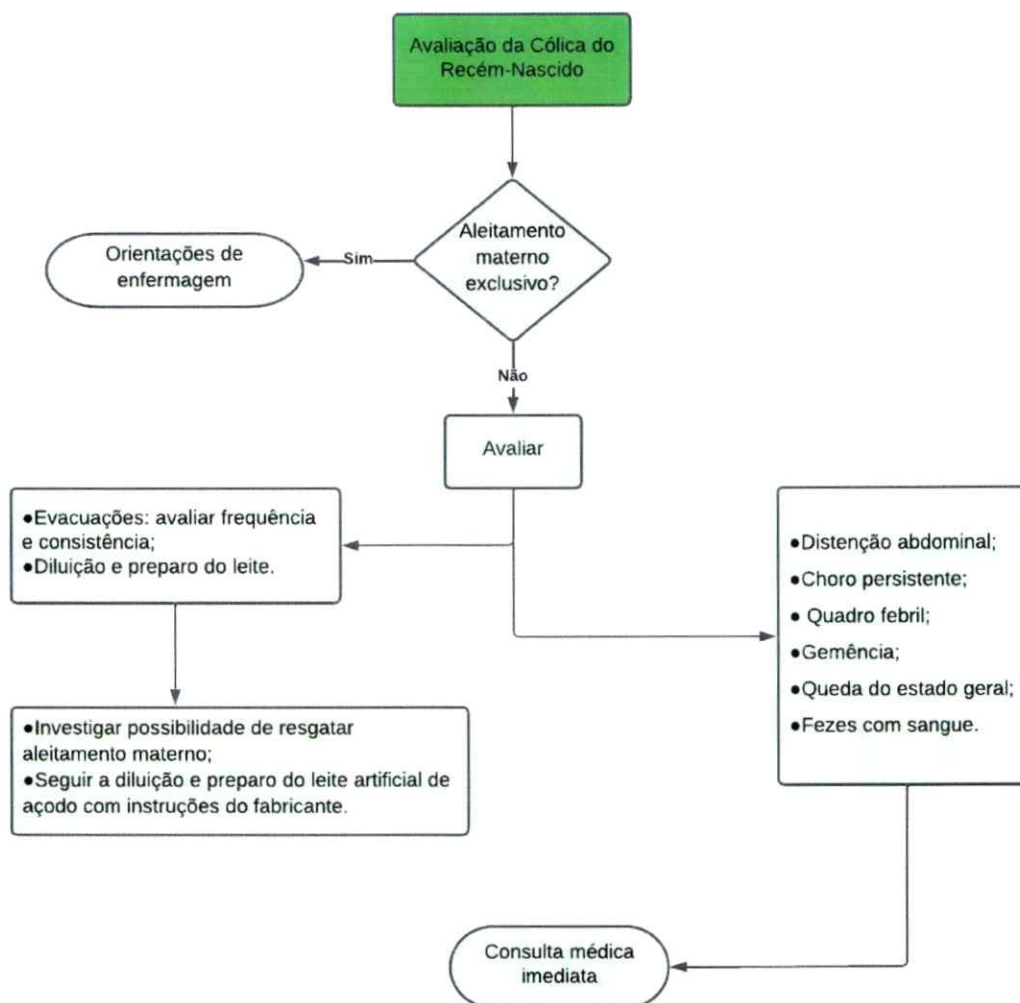 Avaliação da Cólica do
Recém-Nascido
Aleitamento
materno
exclusivo?
Sim
Orientações de
enfermagem
Não
Avaliar
●Evacuações: avaliar frequência
e consistência;
●Diluição e preparo do leite.
●Investigar possibilidade de resgatar
aleitamento materno;
●Seguir a diluição e preparo do leite artificial de
açodo com instruções do fabricante.
●Distenção abdominal;
●Choro persistente;
● Quadro febril;
●Gemência;
●Queda do estado geral;
●Fezes com sangue.
Consulta médica
imediata